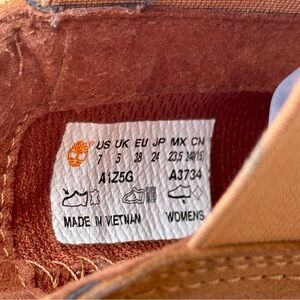 US UK EU JP MX CN
7 5 38 24 23.5 240(1.5)
A1Z5G A3734
MADE IN VIETNAM WOMENS